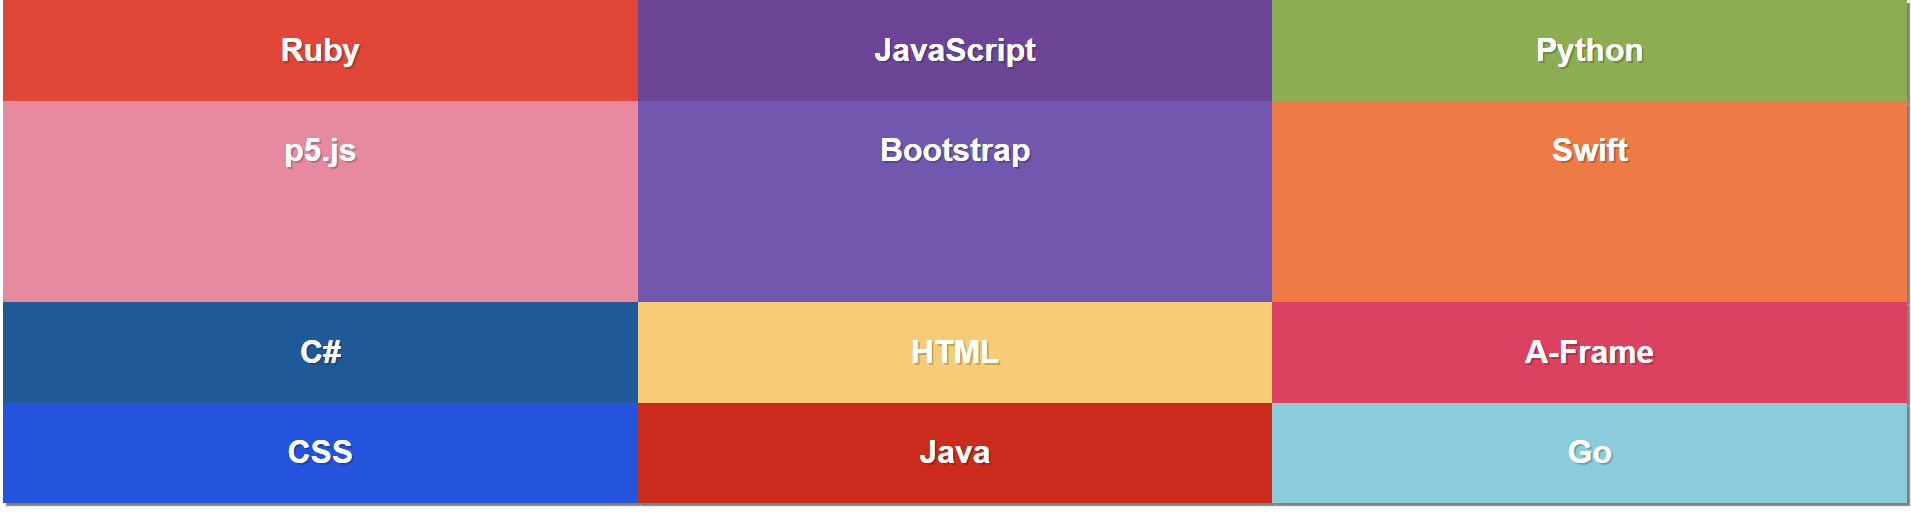 Ruby
JavaScript
Python
p5.js
Bootstrap
Swift
C#
HTML
A-Frame
CSS
Java
Go